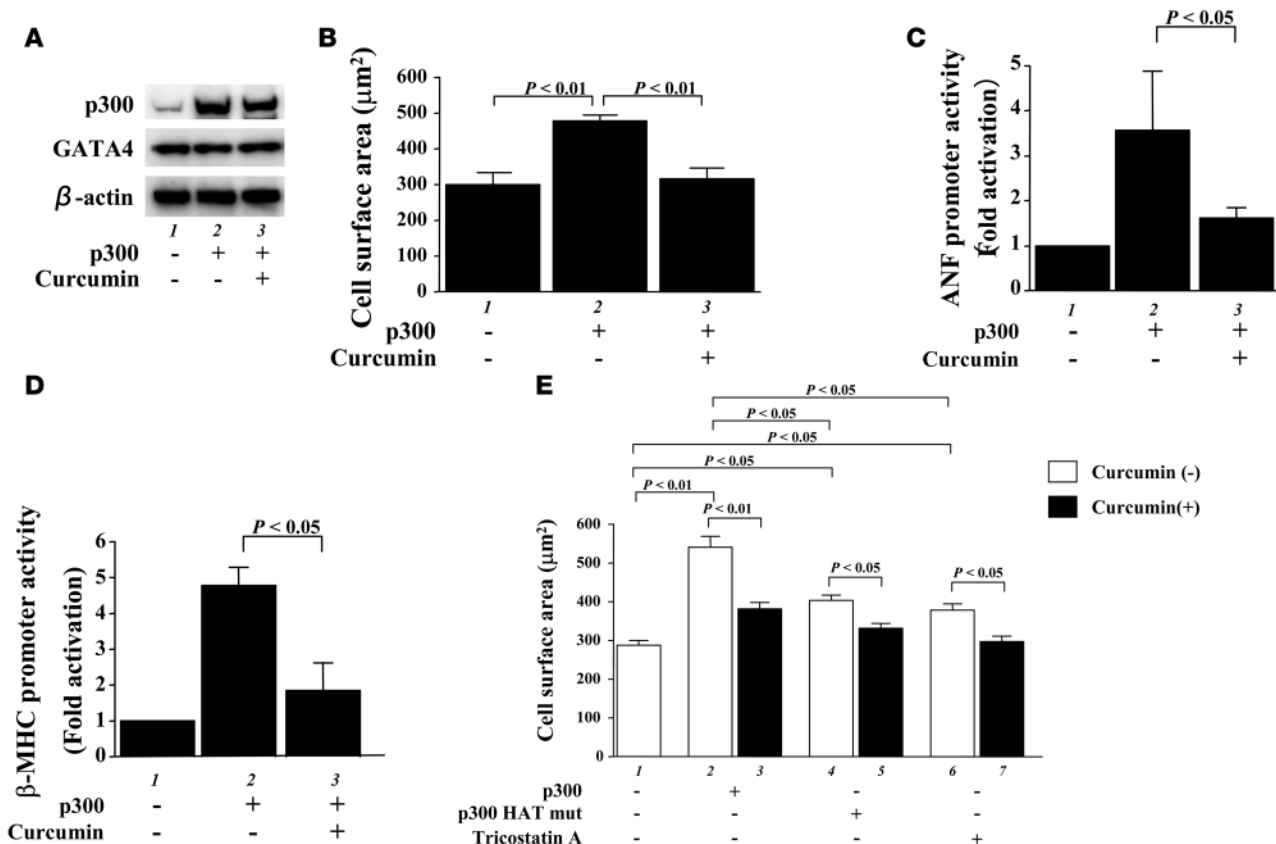 A
p300
GATA4
β-actin
1 2 3
p300 - + +
Curcumin - - +
B
Cell surface area (μm²)
600
500
400
300
200
100
0
P < 0.01 P < 0.01
1 2 3
p300 - + +
Curcumin - - +
C
ANF promoter activity
(Fold activation)
5
4
3
2
1
0
P < 0.05
1 2 3
p300 - + +
Curcumin - - +
D
β-MHC promoter activity
(Fold activation)
6
5
4
2
1
0
P < 0.05
1 2 3
p300 - + +
Curcumin - - +
E
P < 0.05
P < 0.05
P < 0.05
P < 0.05
P < 0.01
P < 0.01
P < 0.05 P < 0.05
Cell surface area (μm²)
600
500
400
300
200
100
0
1 2 3 4 5 6 7
p300 - + - -
p300 HAT mut - - + -
Tricostatin A - - - +
Curcumin (-)
Curcumin(+)